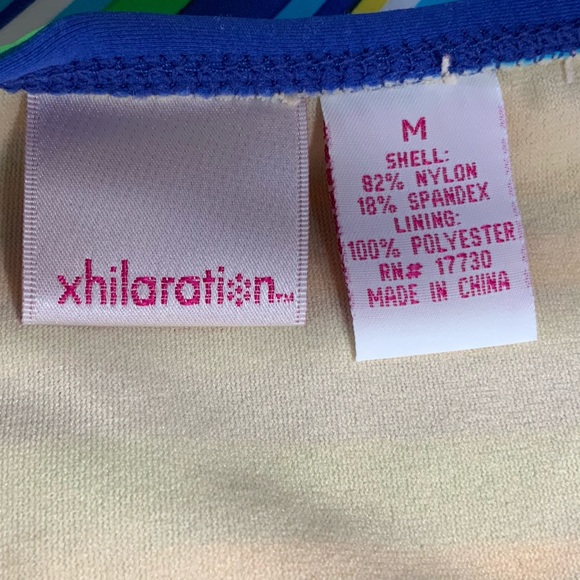 xhilaration™
M
SHELL:
82% NYLON
18% SPANDEX
LINING:
100% POLYESTER
RN# 17730
MADE IN CHINA